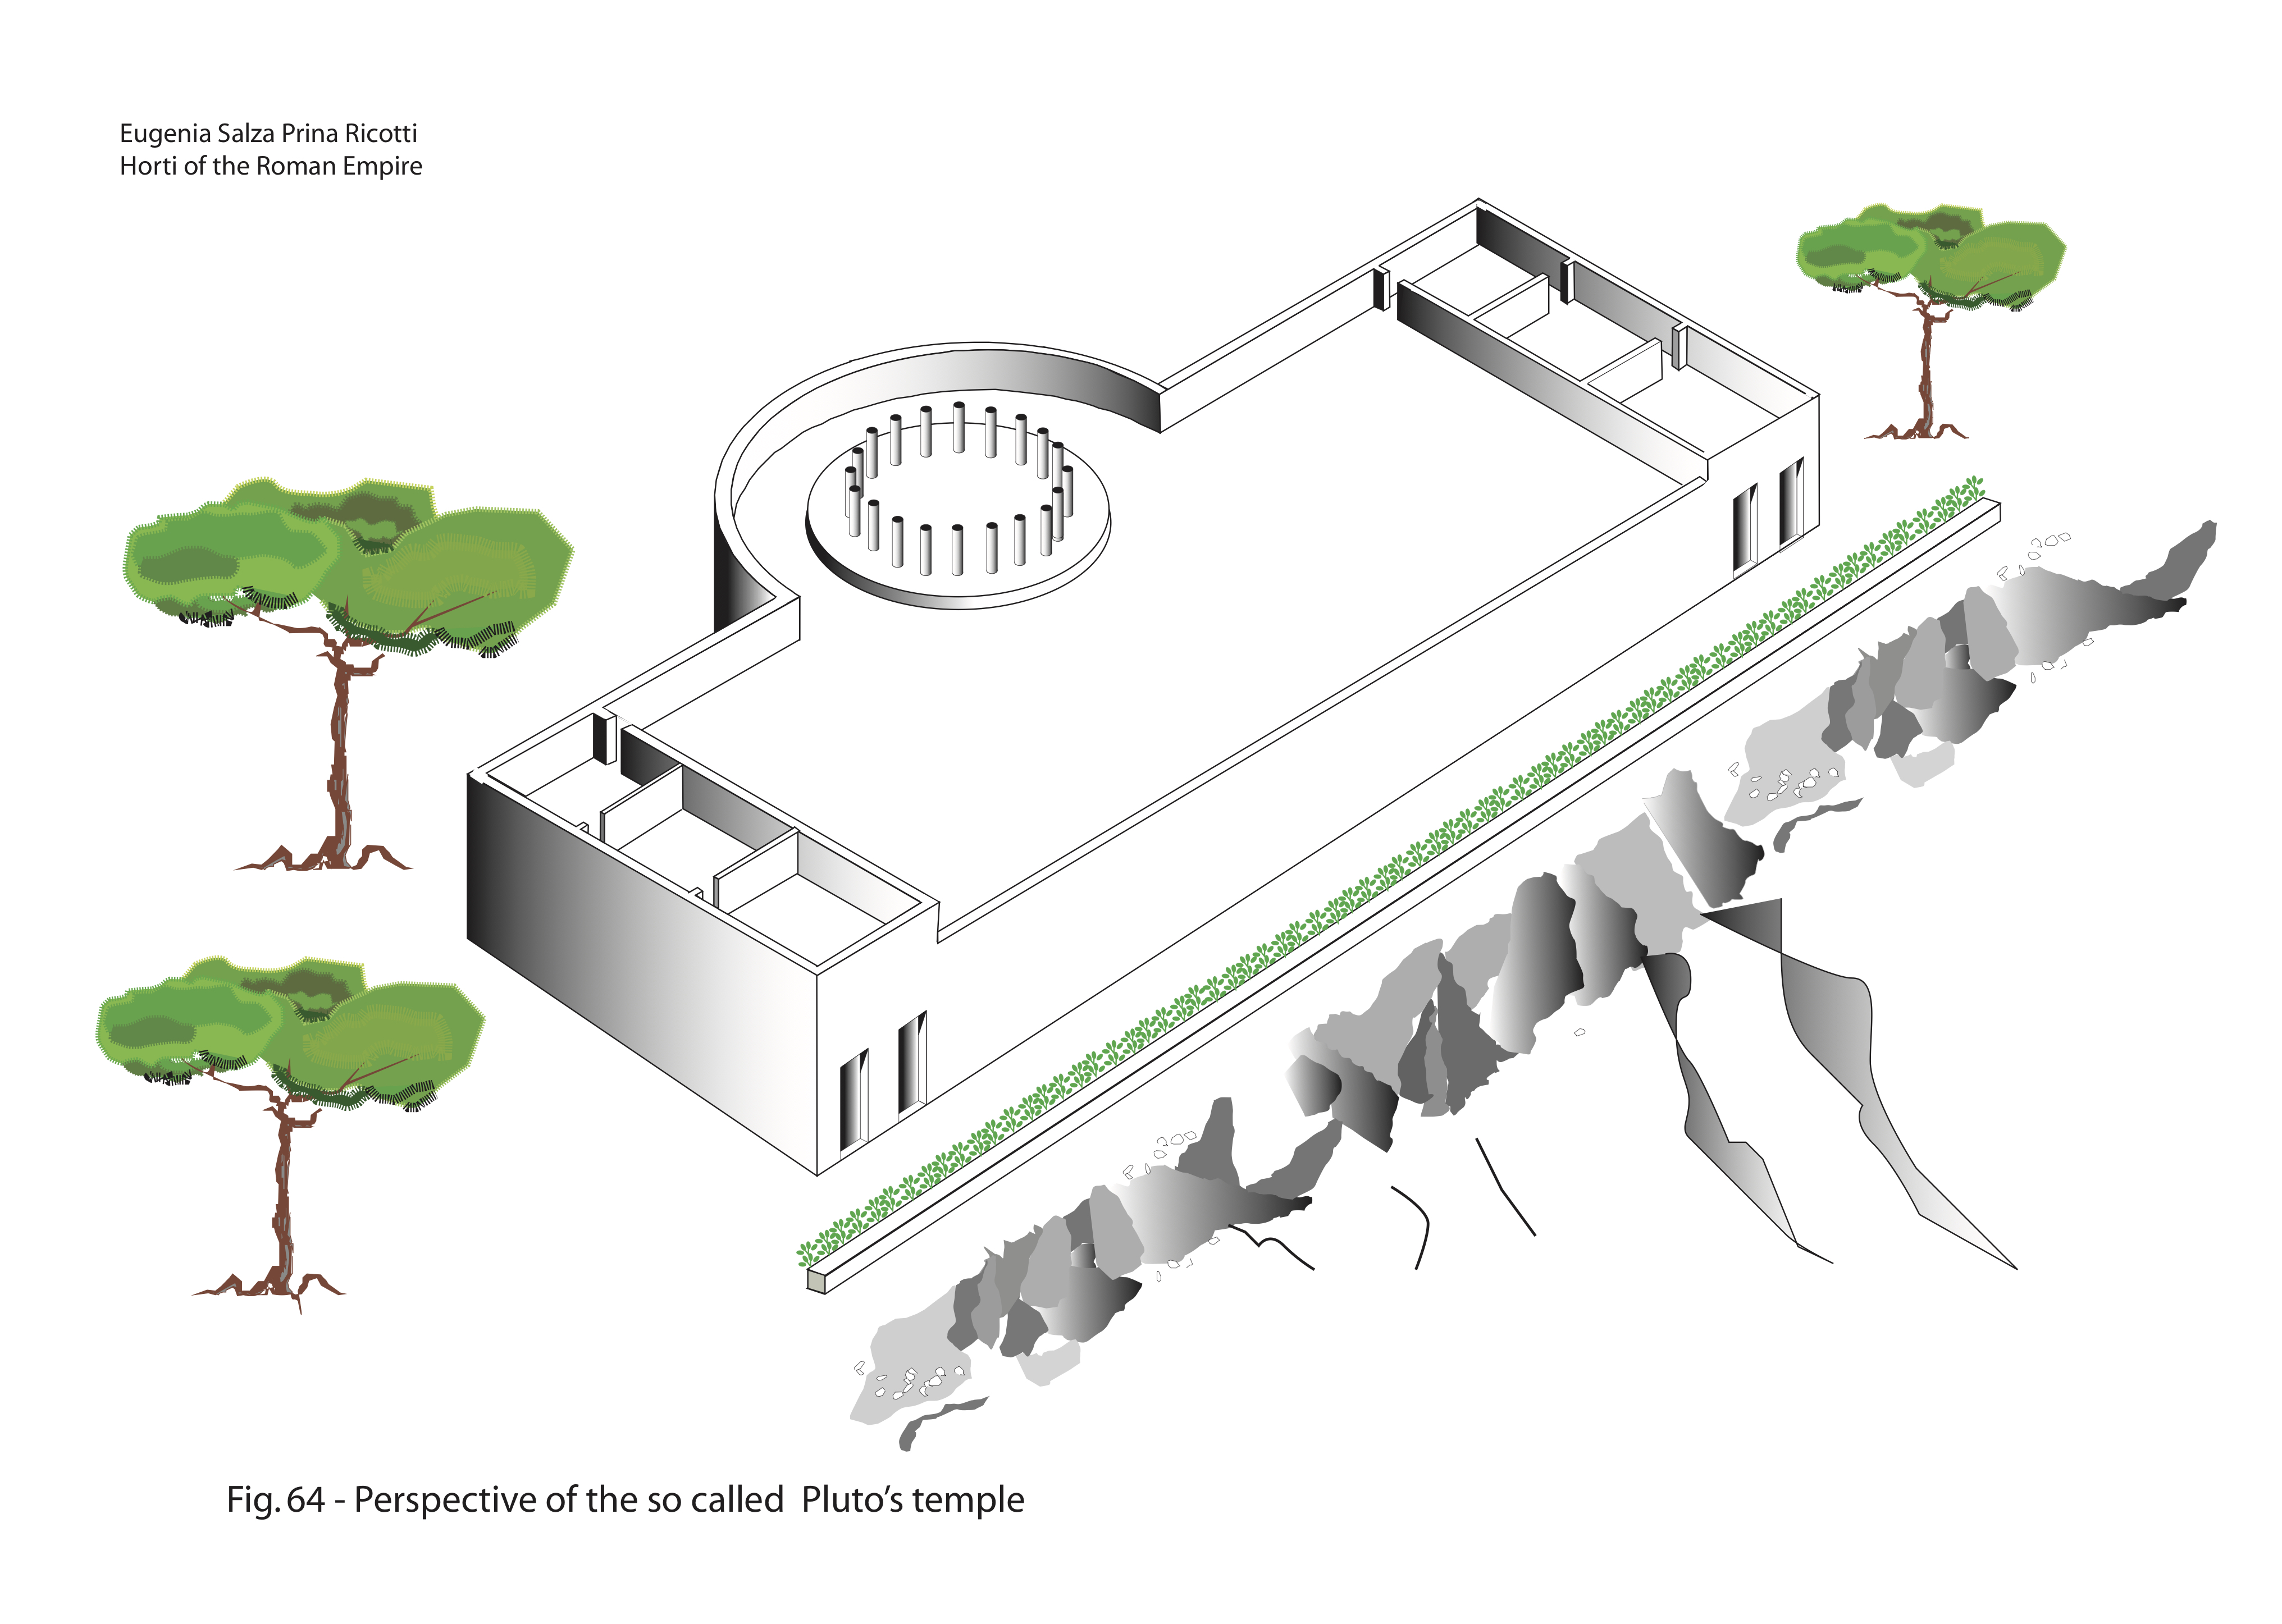 Eugenia Salza Prina Ricotti
Horti of the Roman Empire
Fig. 64 - Perspective of the so called  Pluto’s temple